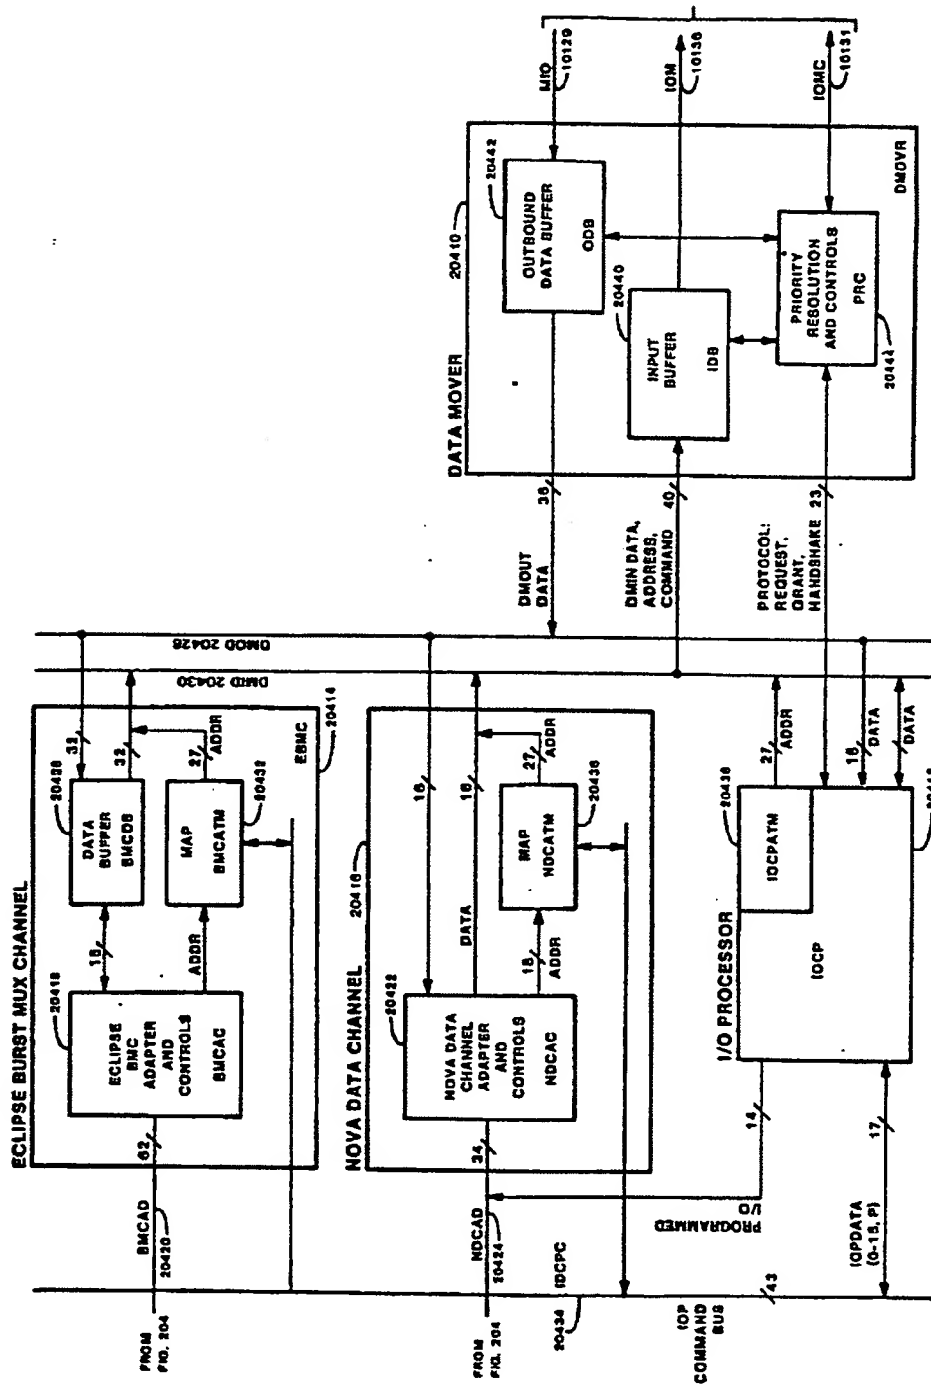 ECLIPSE BURST MUX CHANNEL
FROM
FIG. 204
BMCAD
20420
62
20418
ECLIPSE
BMC
ADAPTER
AND
CONTROLS
BMCAC
16
ADDR
DATA
BUFFER
BMCDB
MAP
BMCATM
20432
32
32
27
ADDR
EBMC
20414
DMID 20430
DMOD 20428
NOVA DATA CHANNEL
20416
FROM
FIG. 204
NDCAD
20424
34
20422
NOVA DATA
CHANNEL
ADAPTER
AND
CONTROLS
NDCAC
16
DATA
16
ADDR
16
MAP
NDCATM
20436
27
ADDR
IDCPC
20434
PROGRAMMED
I/O
IOP
COMMAND
BUS
43
14
17
IOPDATA
(0-15, P)
I/O PROCESSOR
IOCP
IOCPATM
20438
27
ADDR
16
DATA
DATA
DATA MOVER
20410
DMOUT
DATA
36
DMIN DATA,
ADDRESS,
COMMAND
40
PROTOCOL:
REQUEST,
GRANT,
HANDSHAKE
23
OUTBOUND
DATA BUFFER
ODB
20442
INPUT
BUFFER
IDB
20440
PRIORITY
RESOLUTION
AND CONTROLS
PRC
20444
DMOVR
MIO
10129
IOM
10130
IOMC
10131